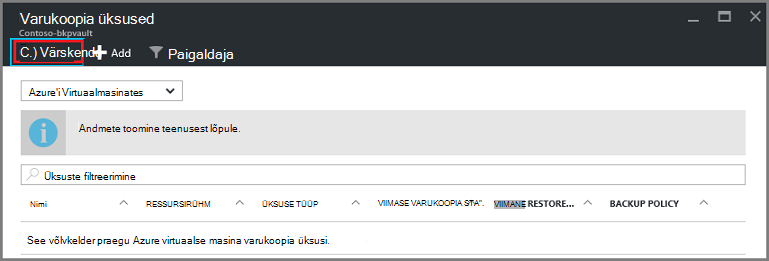 Varukoopia üksused
Contoso-bkpvault
C.) Värskend Add Paigaldaja
Azure'i Virtuaalmasinates
Andmete toomine teenusest lõpule.
Üksuste filtreerimine
Nimi RESSURSIRÜHM ÜKSUSE TÜÜP VIIMASE VARUKOOPIA STA". VIIMANE RESTORE... BACKUP POLICY
See võlvkelder praegu Azure virtuaalse masina varukoopia üksusi.